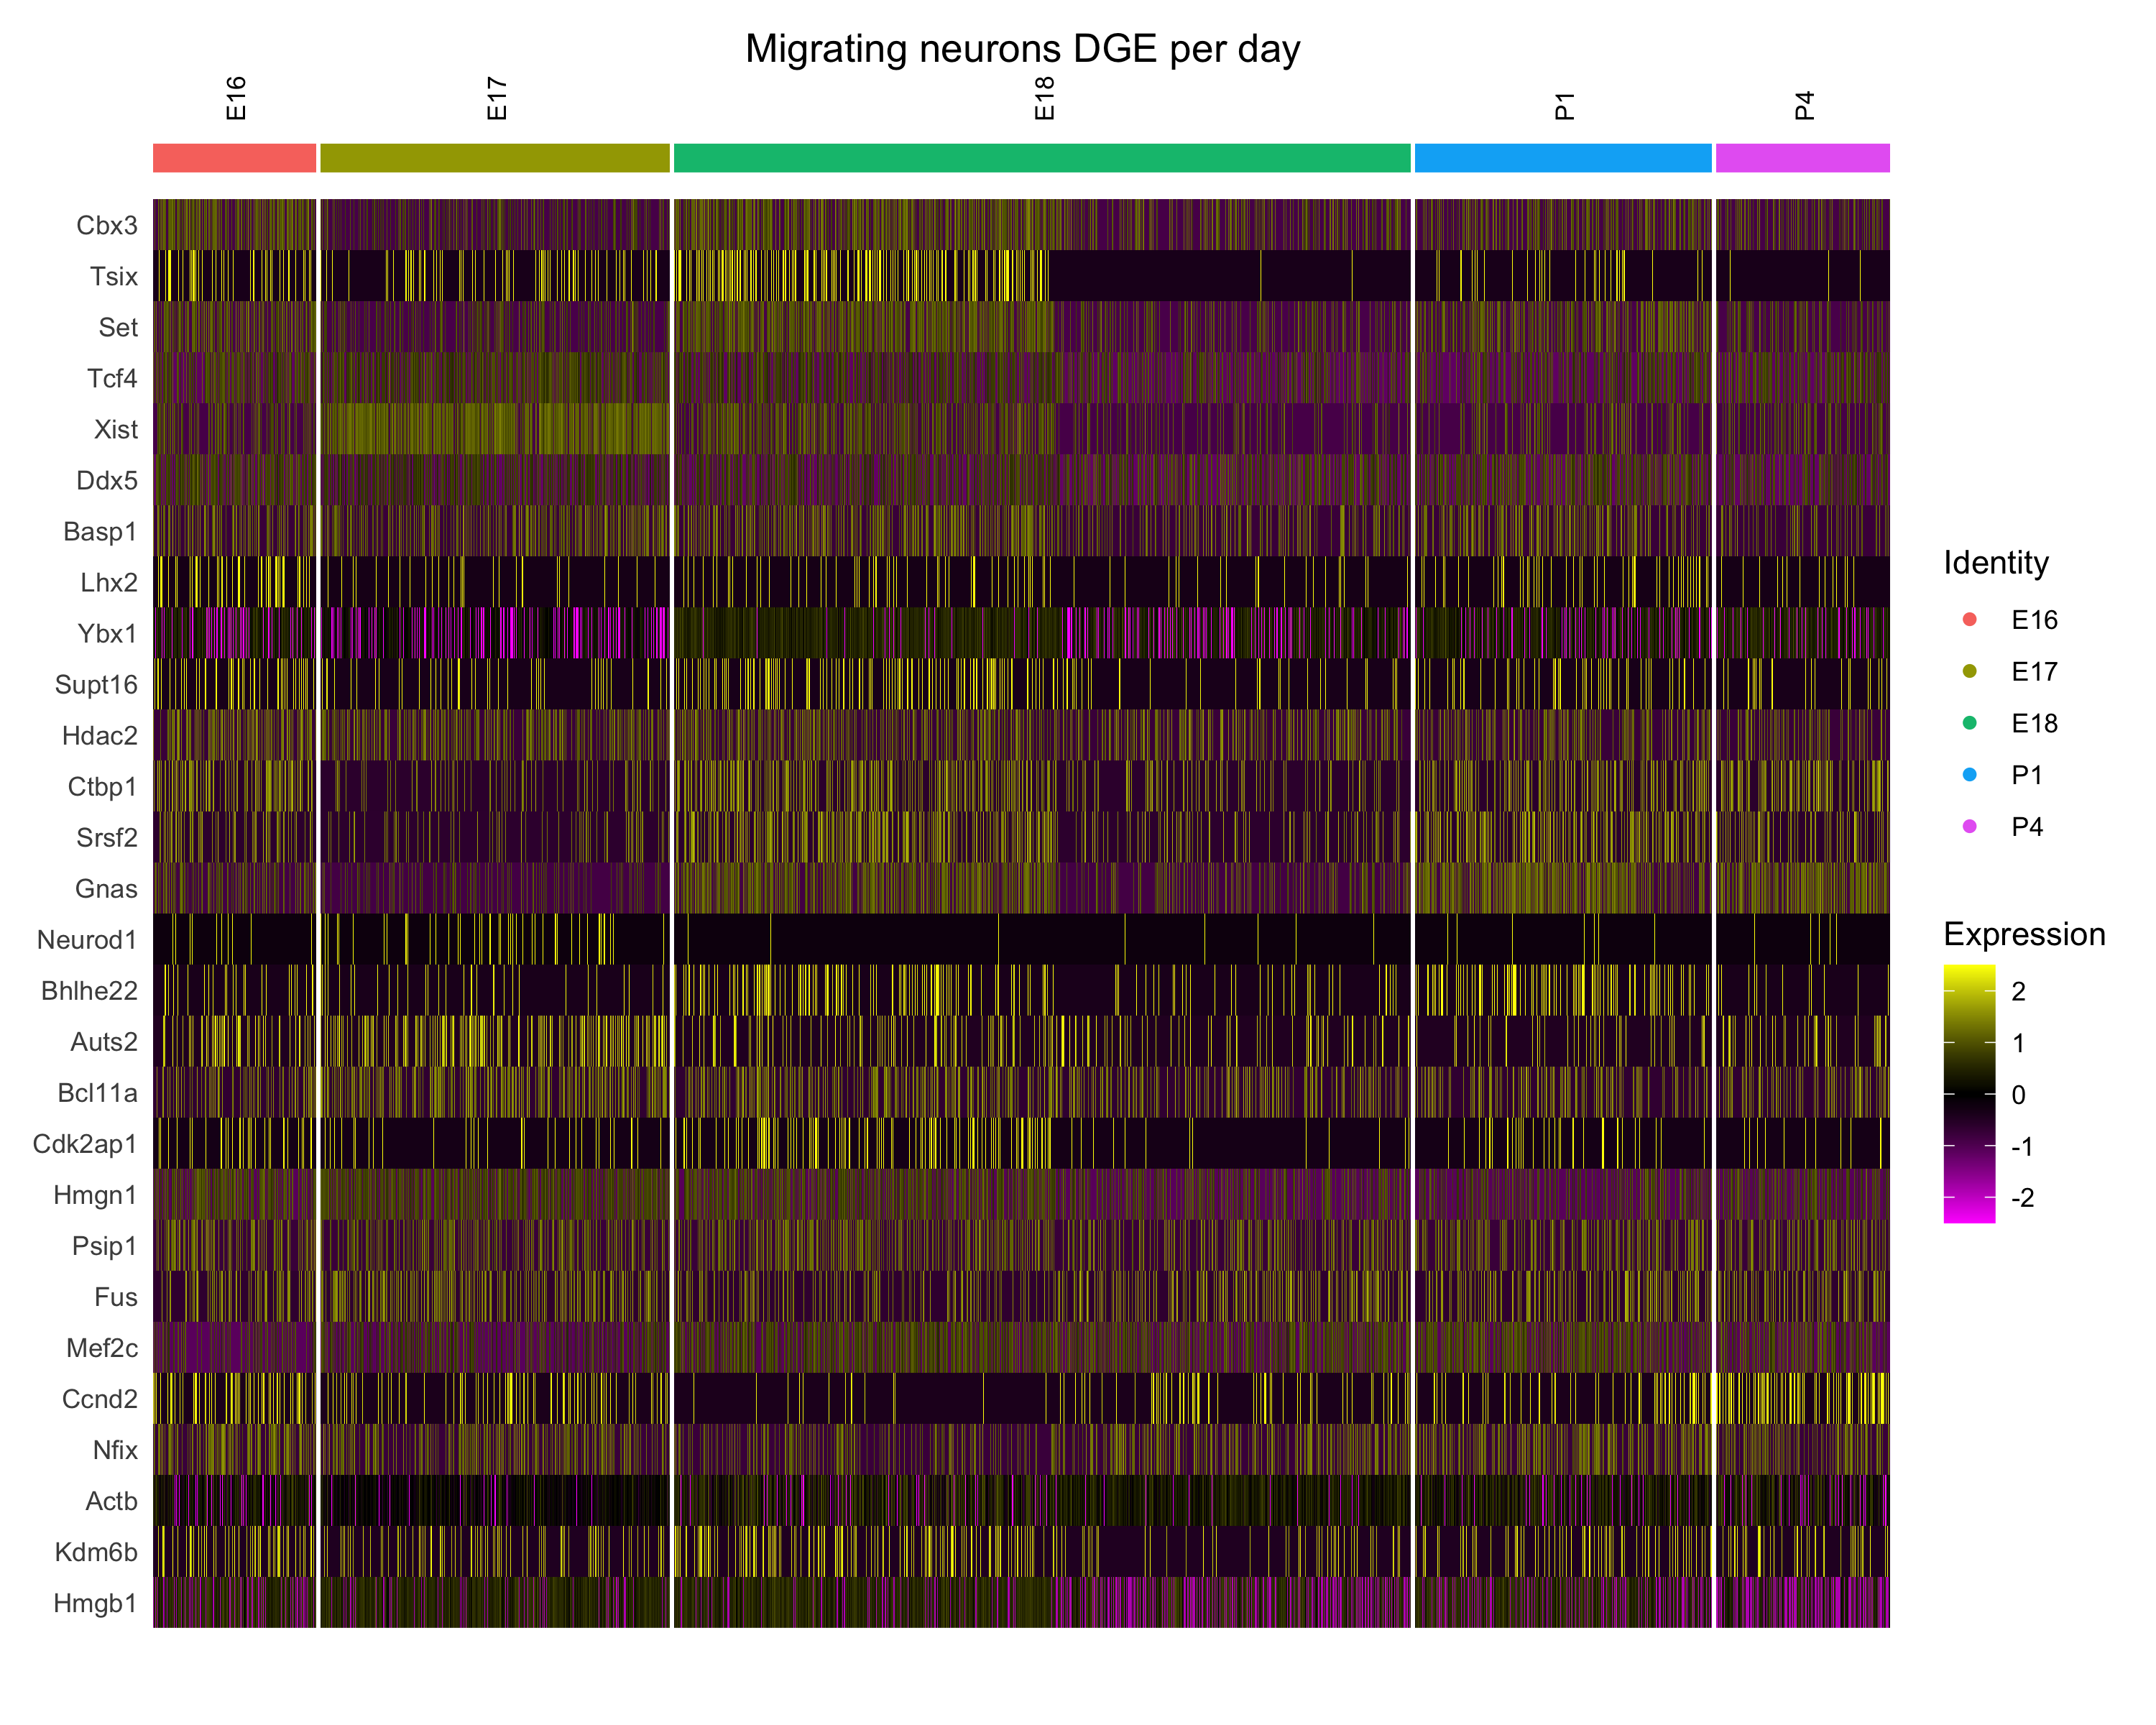 Migrating neurons DGE per day
E16
E17
E18
P1
P4
Cbx3
Tsix
Set
Tcf4
Xist
Ddx5
Basp1
Lhx2
Ybx1
Supt16
Hdac2
Ctbp1
Srsf2
Gnas
Neurod1
Bhlhe22
Auts2
Bcl11a
Cdk2ap1
Hmgn1
Psip1
Fus
Mef2c
Ccnd2
Nfix
Actb
Kdm6b
Hmgb1
Identity
E16
E17
E18
P1
P4
Expression
2
1
0
-1
-2